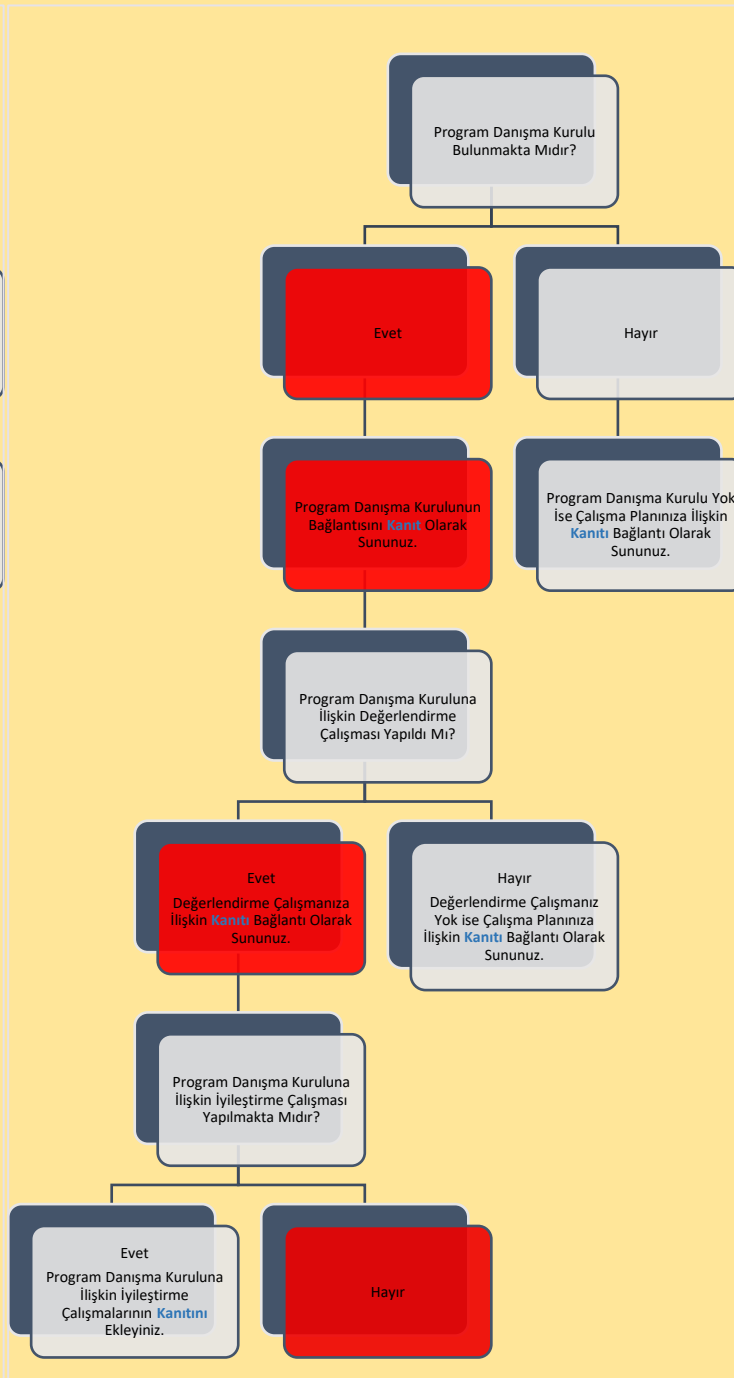 Program Danışma Kurulu
Bulunmakta Mıdır?
Evet
Hayır
Program Danışma Kurulunun
Bağlantısını Kanıt Olarak
Sununuz.
Program Danışma Kurulu Yok
İse Çalışma Planınıza İlişkin
Kanıtı Bağlantı Olarak
Sununuz.
Program Danışma Kuruluna
İlişkin Değerlendirme
Çalışması Yapıldı Mı?
Evet
Değerlendirme Çalışmanıza
İlişkin Kanıtı Bağlantı Olarak
Sununuz.
Hayır
Değerlendirme Çalışmanız
Yok ise Çalışma Planınıza
İlişkin Kanıtı Bağlantı Olarak
Sununuz.
Program Danışma Kuruluna
İlişkin İyileştirme Çalışması
Yapılmakta Mıdır?
Evet
Program Danışma Kuruluna
İlişkin İyileştirme
Çalışmalarının Kanıtını
Ekleyiniz.
Hayır